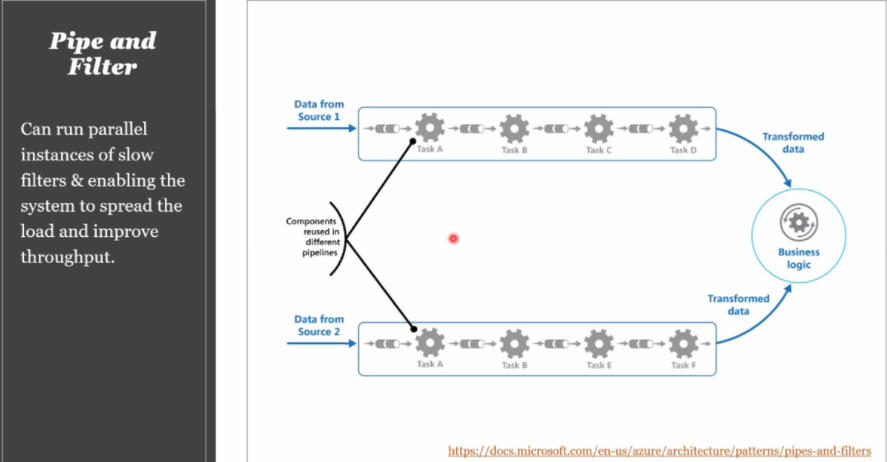 Pipe and
Filter
Can run parallel
instances of slow
filters & enabling the
system to spread the
load and improve
throughput.
Data from
Source 1
Task A
Task B
Task C
Task D
Transformed
data
Components
reused in
different
pipelines
Business
logic
Transformed
data
Data from
Source 2
Task A
Task B
Task E
Task F
https://docs.microsoft.com/en-us/azure/architecture/patterns/pipes-and-filters